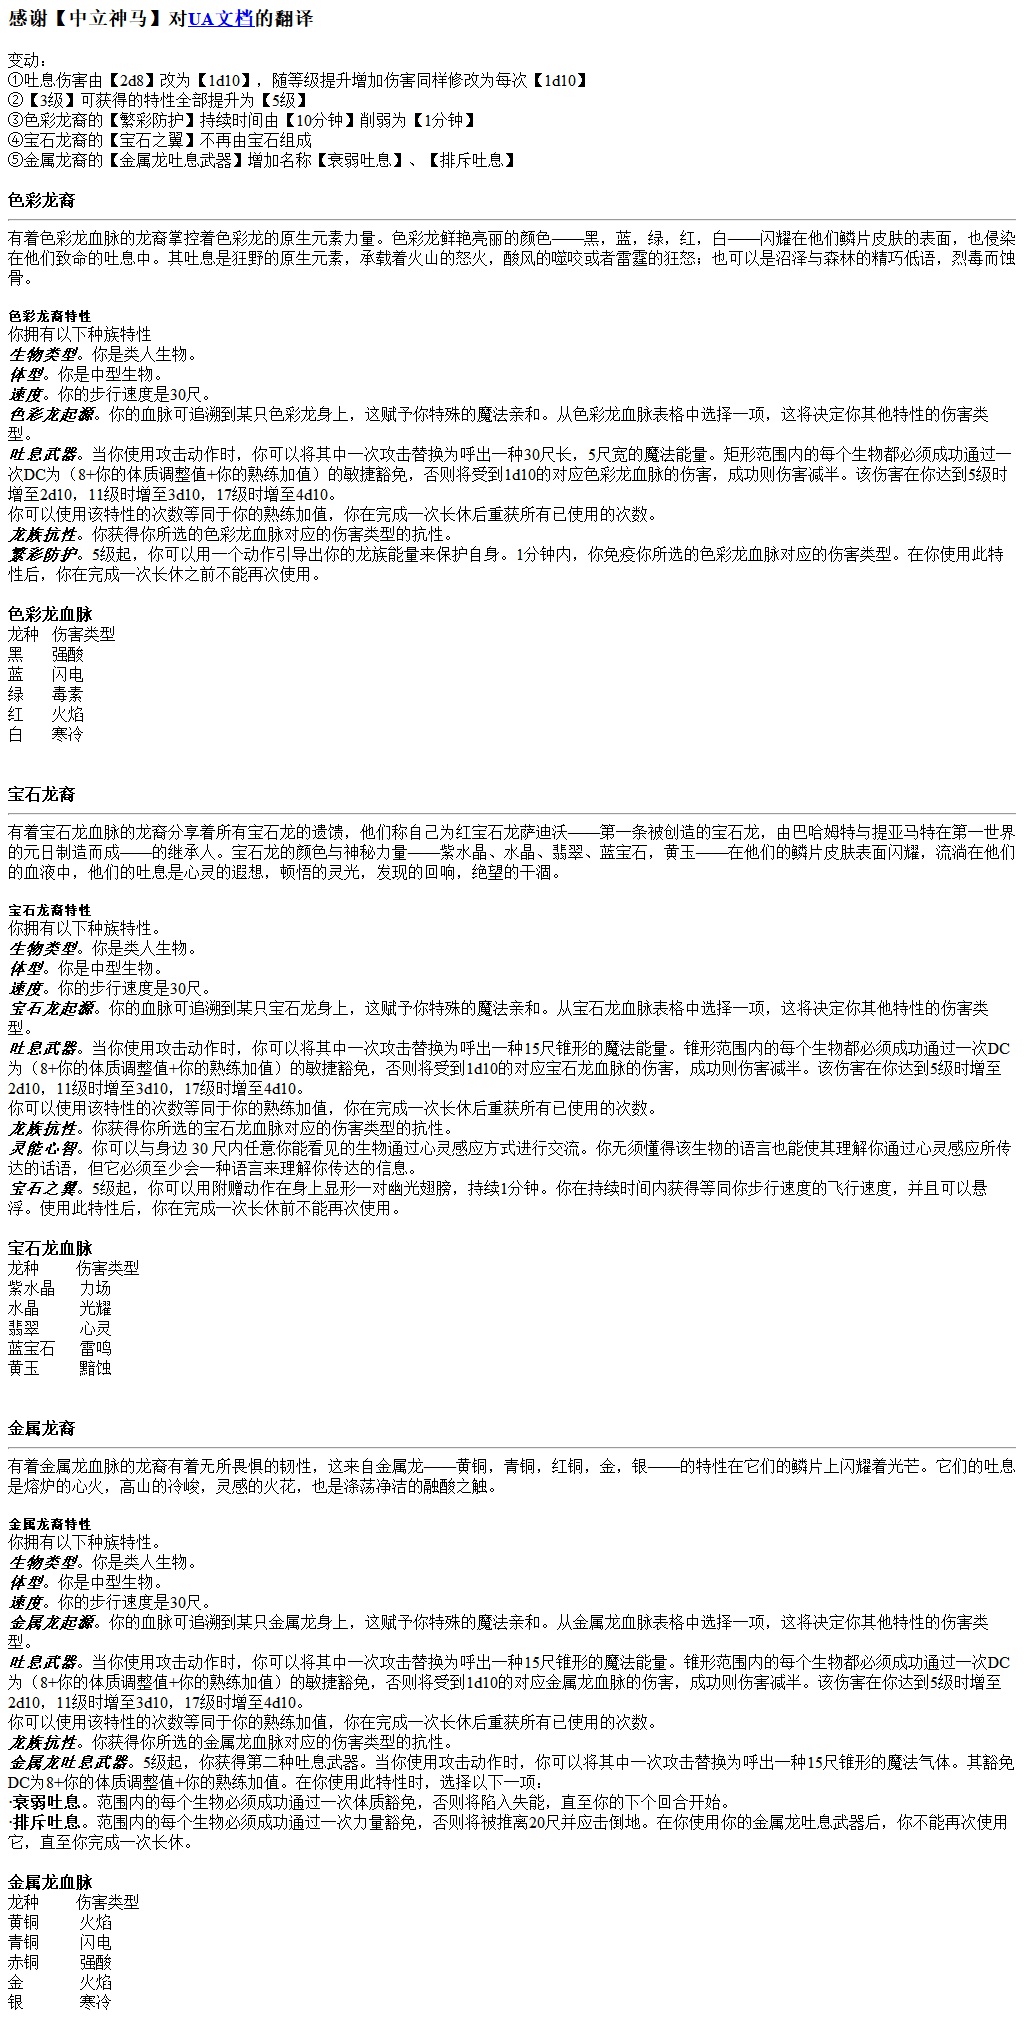 感谢【中立神马】对UA文档的翻译
变动：
①吐息伤害由【2d8】改为【1d10】，随等级提升增加伤害同样修改为每次【1d10】
②【3级】可获得的特性全部提升为【5级】
③色彩龙裔的【繁彩防护】持续时间由【10分钟】削弱为【1分钟】
④宝石龙裔的【宝石之翼】不再由宝石组成
⑤金属龙裔的【金属龙吐息武器】增加名称【衰弱吐息】、【排斥吐息】
色彩龙裔
有着色彩龙血脉的龙裔掌控着色彩龙的原生元素力量。色彩龙鲜艳亮丽的颜色——黑，蓝，绿，红，白——闪耀在他们鳞片皮肤的表面，也侵染
在他们致命的吐息中。其吐息是狂野的原生元素，承载着火山的怒火，酸风的噬咬或者雷霆的狂怒；也可以是沼泽与森林的精巧低语，烈毒而蚀
骨。
色彩龙裔特性
你拥有以下种族特性
生物类型。你是类人生物。
体型。你是中型生物。
速度。你的步行速度是30尺。
色彩龙起源。你的血脉可追溯到某只色彩龙身上，这赋予你特殊的魔法亲和。从色彩龙血脉表格中选择一项，这将决定你其他特性的伤害类
型。
吐息武器。当你使用攻击动作时，你可以将其中一次攻击替换为呼出一种30尺长，5尺宽的魔法能量。矩形范围内的每个生物都必须成功通过一
次DC为（8+你的体质调整值+你的熟练加值）的敏捷豁免，否则将受到1d10的对应色彩龙血脉的伤害，成功则伤害减半。该伤害在你达到5级时
增至2d10，11级时增至3d10，17级时增至4d10。
你可以使用该特性的次数等同于你的熟练加值，你在完成一次长休后重获所有已使用的次数。
龙族抗性。你获得你所选的色彩龙血脉对应的伤害类型的抗性。
繁彩防护。5级起，你可以用一个动作引导出你的龙族能量来保护自身。1分钟内，你免疫你所选的色彩龙血脉对应的伤害类型。在你使用此特
性后，你在完成一次长休之前不能再次使用。
色彩龙血脉
龙种 伤害类型
黑 强酸
蓝 闪电
绿 毒素
红 火焰
白 寒冷
宝石龙裔
有着宝石龙血脉的龙裔分享着所有宝石龙的遗馈，他们称自己为红宝石龙萨迪沃——第一条被创造的宝石龙，由巴哈姆特与提亚马特在第一世界
的元日制造而成——的继承人。宝石龙的颜色与神秘力量——紫水晶、水晶、翡翠、蓝宝石，黄玉——在他们的鳞片皮肤表面闪耀，流淌在他们
的血液中，他们的吐息是心灵的遐想，顿悟的灵光，发现的回响，绝望的干涸。
宝石龙裔特性
你拥有以下种族特性。
生物类型。你是类人生物。
体型。你是中型生物。
速度。你的步行速度是30尺。
宝石龙起源。你的血脉可追溯到某只宝石龙身上，这赋予你特殊的魔法亲和。从宝石龙血脉表格中选择一项，这将决定你其他特性的伤害类
型。
吐息武器。当你使用攻击动作时，你可以将其中一次攻击替换为呼出一种15尺锥形的魔法能量。锥形范围内的每个生物都必须成功通过一次DC
为（8+你的体质调整值+你的熟练加值）的敏捷豁免，否则将受到1d10的对应宝石龙血脉的伤害，成功则伤害减半。该伤害在你达到5级时增至
2d10，11级时增至3d10，17级时增至4d10。
你可以使用该特性的次数等同于你的熟练加值，你在完成一次长休后重获所有已使用的次数。
龙族抗性。你获得你所选的宝石龙血脉对应的伤害类型的抗性。
灵能心智。你可以与身边 30 尺内任意你能看见的生物通过心灵感应方式进行交流。你无须懂得该生物的语言也能使其理解你通过心灵感应所传
达的话语，但它必须至少会一种语言来理解你传达的信息。
宝石之翼。5级起，你可以用附赠动作在身上显形一对幽光翅膀，持续1分钟。你在持续时间内获得等同你步行速度的飞行速度，并且可以悬
浮。使用此特性后，你在完成一次长休前不能再次使用。
宝石龙血脉
龙种 伤害类型
紫水晶 力场
水晶 光耀
翡翠 心灵
蓝宝石 雷鸣
黄玉 黯蚀
金属龙裔
有着金属龙血脉的龙裔有着无所畏惧的韧性，这来自金属龙——黄铜，青铜，红铜，金，银——的特性在它们的鳞片上闪耀着光芒。它们的吐息
是熔炉的心火，高山的冷峻，灵感的火花，也是涤荡净洁的融酸之触。
金属龙裔特性
你拥有以下种族特性。
生物类型。你是类人生物。
体型。你是中型生物。
速度。你的步行速度是30尺。
金属龙起源。你的血脉可追溯到某只金属龙身上，这赋予你特殊的魔法亲和。从金属龙血脉表格中选择一项，这将决定你其他特性的伤害类
型。
吐息武器。当你使用攻击动作时，你可以将其中一次攻击替换为呼出一种15尺锥形的魔法能量。锥形范围内的每个生物都必须成功通过一次DC
为（8+你的体质调整值+你的熟练加值）的敏捷豁免，否则将受到1d10的对应金属龙血脉的伤害，成功则伤害减半。该伤害在你达到5级时增至
2d10，11级时增至3d10，17级时增至4d10。
你可以使用该特性的次数等同于你的熟练加值，你在完成一次长休后重获所有已使用的次数。
龙族抗性。你获得你所选的金属龙血脉对应的伤害类型的抗性。
金属龙吐息武器。5级起，你获得第二种吐息武器。当你使用攻击动作时，你可以将其中一次攻击替换为呼出一种15尺锥形的魔法气体。其豁免
DC为8+你的体质调整值+你的熟练加值。在你使用此特性时，选择以下一项：
·衰弱吐息。范围内的每个生物必须成功通过一次体质豁免，否则将陷入失能，直至你的下个回合开始。
·排斥吐息。范围内的每个生物必须成功通过一次力量豁免，否则将被推离20尺并应击倒地。在你使用你的金属龙吐息武器后，你不能再次使用
它，直至你完成一次长休。
金属龙血脉
龙种 伤害类型
黄铜 火焰
青铜 闪电
赤铜 强酸
金 火焰
银 寒冷